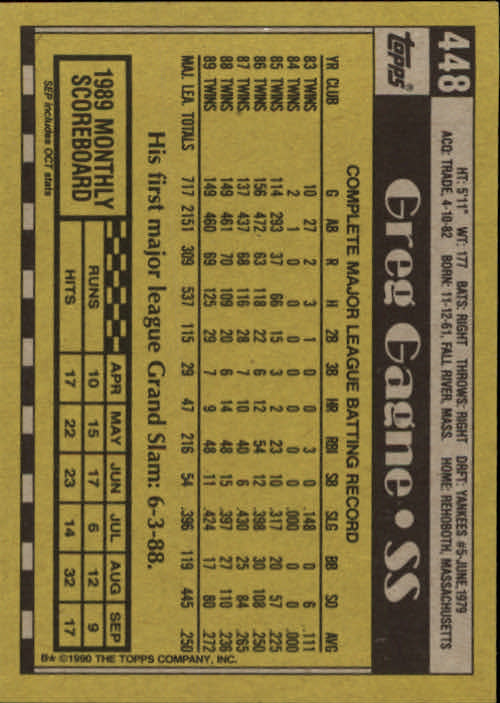 448
topps®
HT: 5'11" WT: 177 BATS: RIGHT THROWS: RIGHT DRFT: YANKEES #5-JUNE, 1979
ACQ: TRADE, 4-10-82 BORN: 11-12-61, FALL RIVER, MASS. HOME: REHOBOTH, MASSACHUSETTS
Greg Gagne • SS
COMPLETE MAJOR LEAGUE BATTING RECORD
YR CLUB G AB R H 2B 3B HR RBI SB SLG BB SO AVG
83 TWINS 10 27 2 3 1 0 0 3 0 .148 0 6 .111
84 TWINS 2 1 0 0 0 0 0 0 0 .000 0 0 .000
85 TWINS 114 293 37 66 15 3 2 23 10 .317 20 57 .225
86 TWINS 156 472 63 118 22 6 12 54 12 .398 30 108 .250
87 TWINS 137 437 68 116 28 7 10 40 6 .430 25 84 .265
88 TWINS 149 461 70 109 20 6 14 48 15 .397 27 110 .236
89 TWINS 149 460 69 125 29 7 9 48 11 .424 17 80 .272
MAJ. LEA. TOTALS 717 2151 309 537 115 29 47 216 54 .396 119 445 .250
His first major league Grand Slam: 6-3-88.
1989 MONTHLY
SCOREBOARD
SEP includes OCT stats
APR MAY JUN JUL AUG SEP
RUNS 10 15 17 6 12 9
HITS 17 22 23 14 32 17
B★ ©1990 THE TOPPS COMPANY, INC.